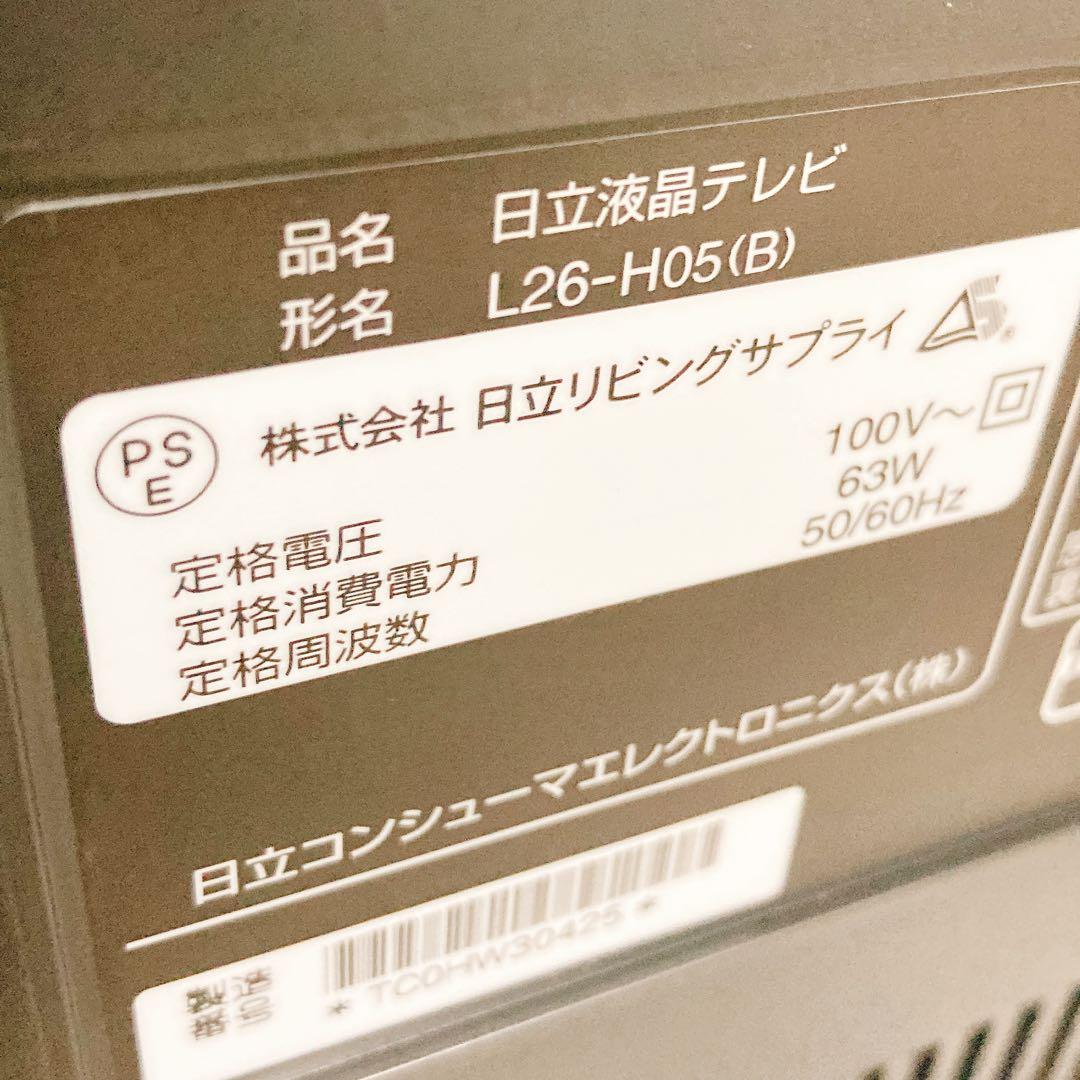 品名 日立液晶テレビ
形名 L26-H05(B)
PSE 株式会社 日立リビングサプライ S®
定格電圧 100V〜
定格消費電力 63W
定格周波数 50/60Hz
日立コンシューマエレクトロニクス(株)
製造番号
* TC0HW30425 *